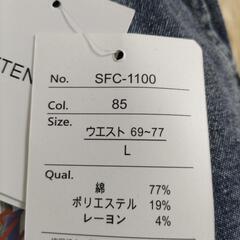 TTEN
No. SFC-1100
Col. 85
Size. ウエスト 69~77
L
Qual.
綿 77%
ポリエステル 19%
レーヨン 4%